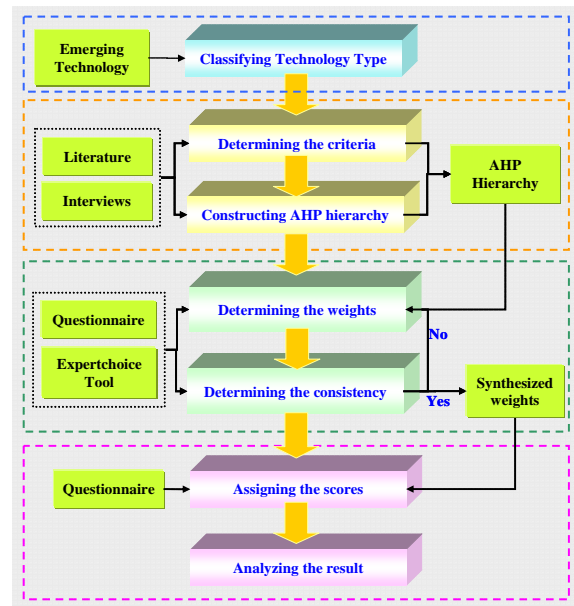 Emerging
Technology
Classifying Technology Type
Literature
Interviews
Determining the criteria
Constructing AHP hierarchy
AHP
Hierarchy
Questionnaire
Expertchoice
Tool
Determining the weights
No
Determining the consistency
Yes
Synthesized
weights
Questionnaire
Assigning the scores
Analyzing the result